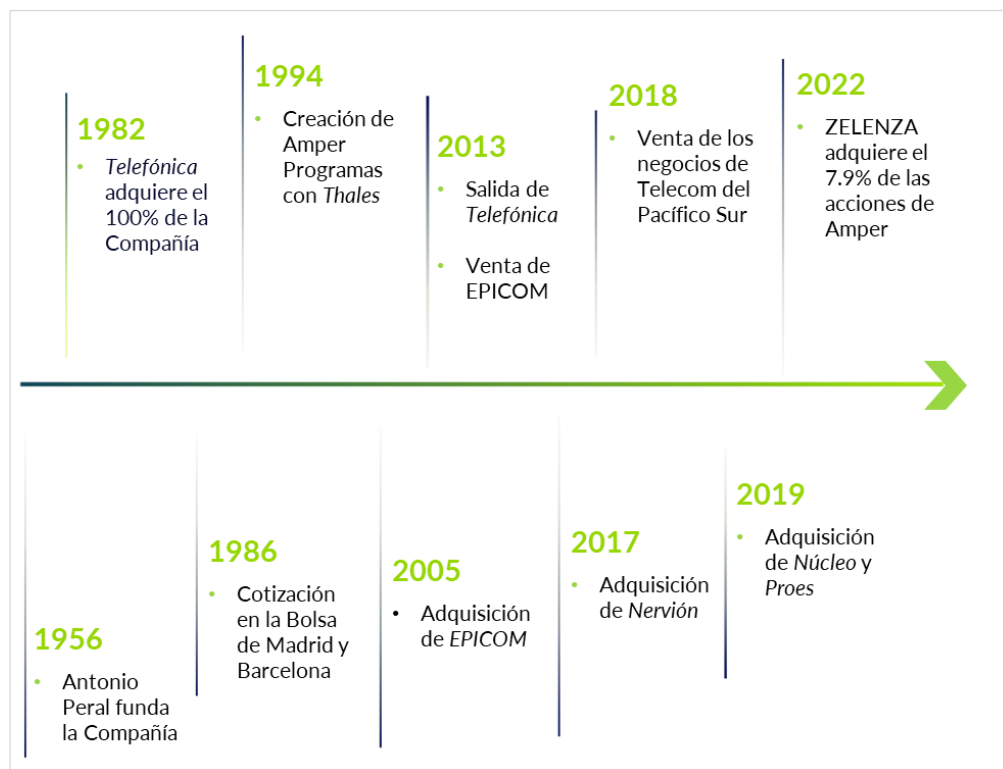 1982
• Telefónica
adquiere el
100% de la
Compañía
1994
• Creación de
Amper
Programas
con Thales
2013
• Salida de
Telefónica
• Venta de
EPICOM
2018
• Venta de los
negocios de
Telecom del
Pacífico Sur
2022
• ZELENZA
adquiere el
7.9% de las
acciones de
Amper
1956
• Antonio
Peral funda
la Compañía
1986
• Cotización
en la Bolsa
de Madrid y
Barcelona
2005
• Adquisición
de EPICOM
2017
• Adquisición
de Nervión
2019
• Adquisición
de Núcleo y
Proes